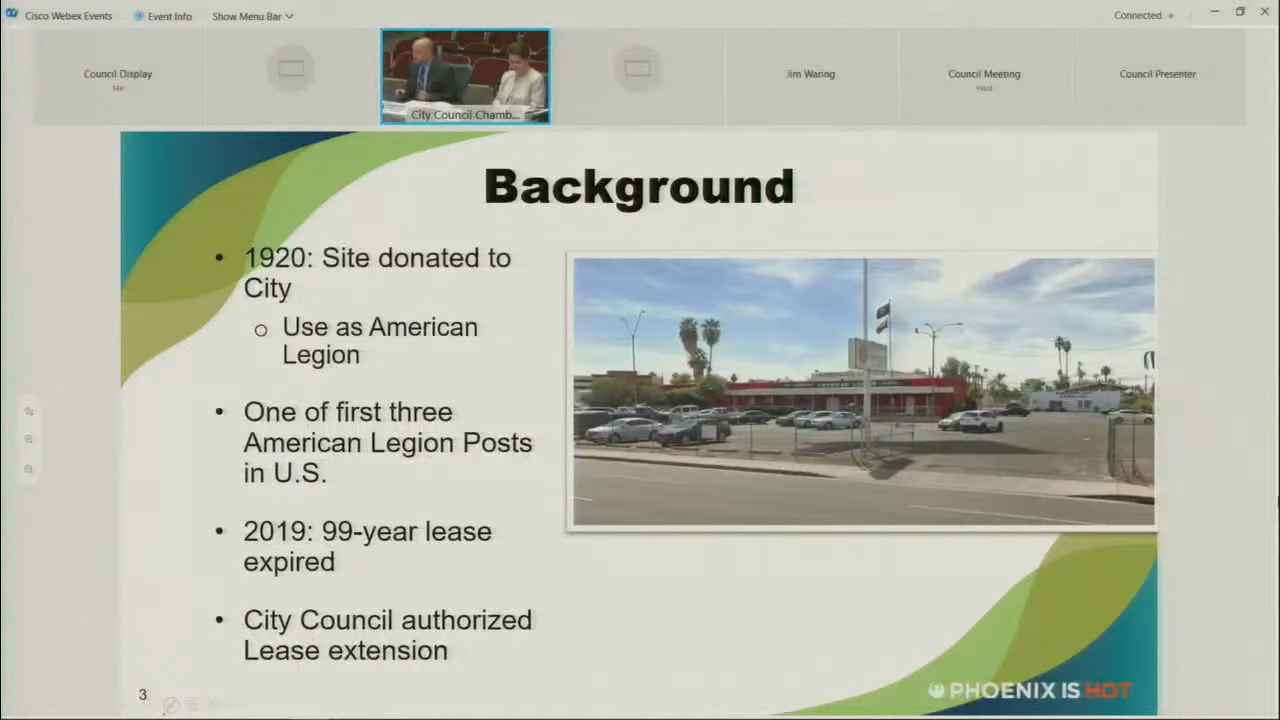 Cisco Webex Events
Event Info
Show Menu Bar
Connected
Council Display
Me
City Council Chamb...
Jim Waring
Council Meeting
Host
Council Presenter
Background
• 1920: Site donated to
City
o Use as American
Legion
• One of first three
American Legion Posts
in U.S.
• 2019: 99-year lease
expired
• City Council authorized
Lease extension
3
PHOENIX IS HOT